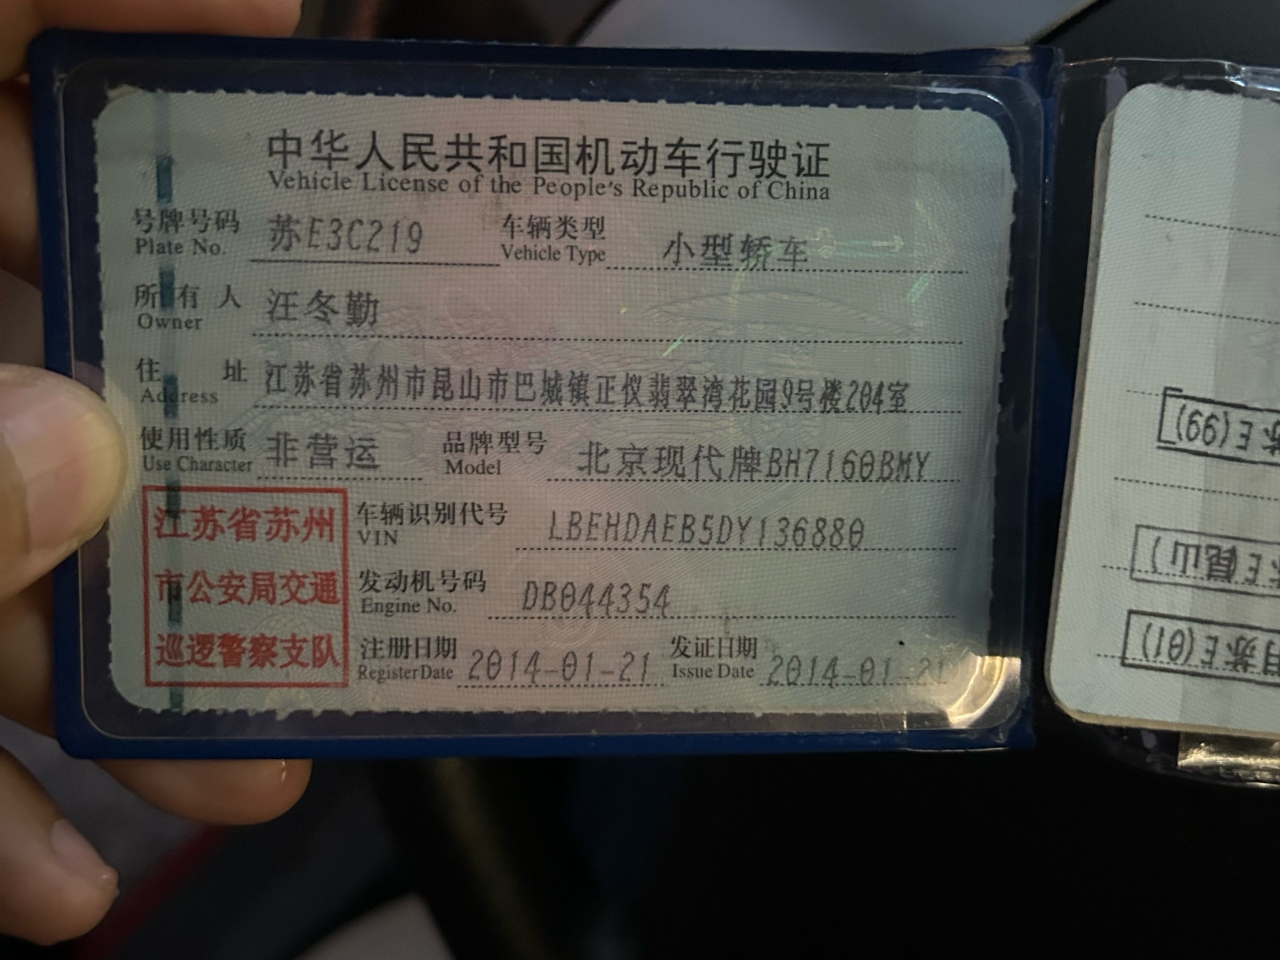 中华人民共和国机动车行驶证
Vehicle License of the People's Republic of China
号牌号码 苏E3C219 车辆类型 小型轿车
Plate No. Vehicle Type
所有人 汪冬勤
Owner
住址 江苏省苏州市昆山市巴城镇正仪翡翠湾花园9号楼204室
Address
使用性质 非营运 品牌型号 北京现代牌BH7160BMY
Use Character Model
江苏省苏州
市公安局交通
巡逻警察支队
车辆识别代号 LBEHDAEB5DY136880
VIN
发动机号码 DB044354
Engine No.
注册日期 2014-01-21 发证日期 2014-01-21
Register Date Issue Date
苏E(99)
苏E(01)